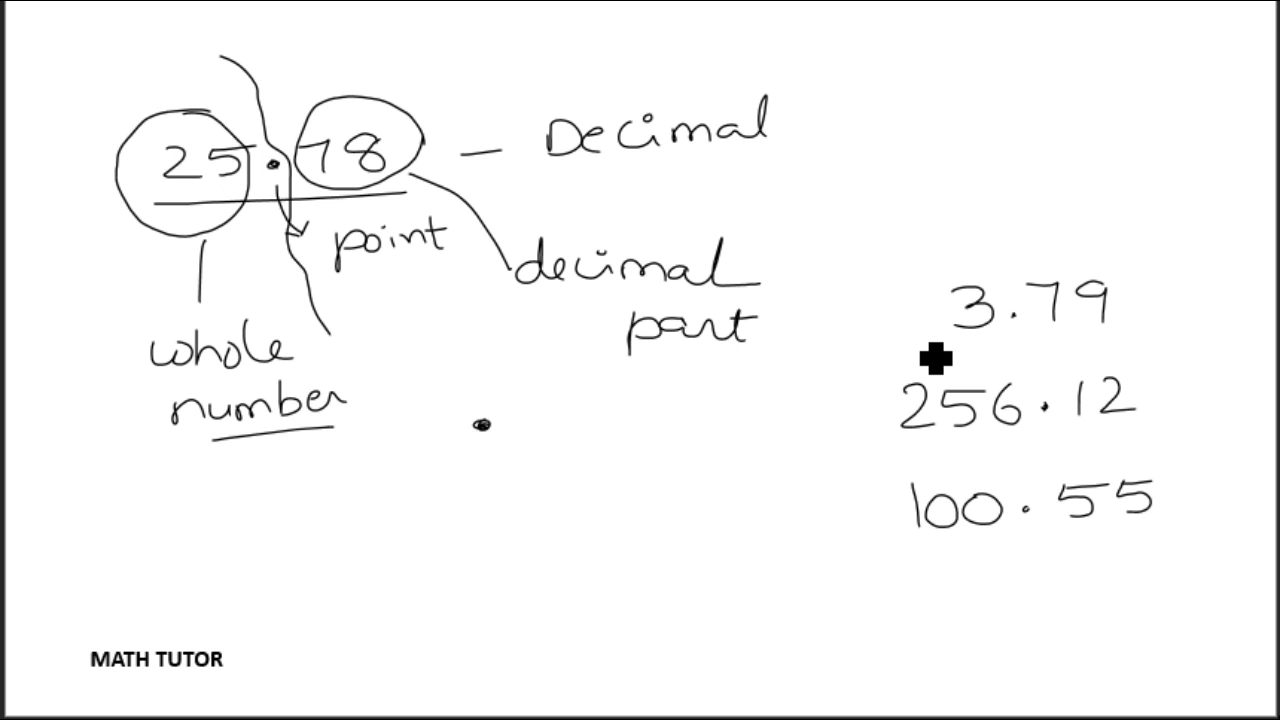 25.78 — Decimal
point
decimal
part
whole
number
3.79
256.12
100.55
MATH TUTOR